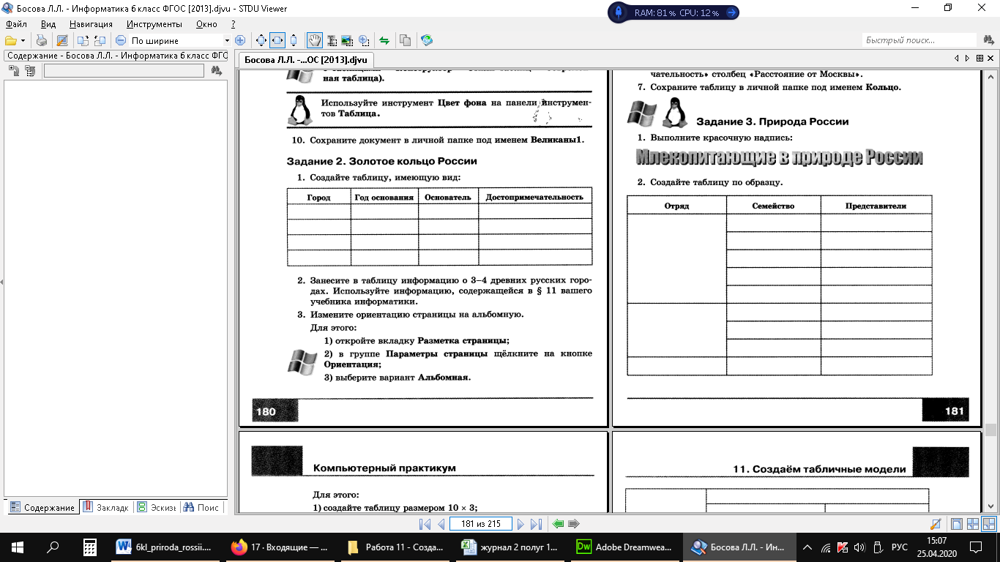 Босова Л.Л. - Информатика 6 класс ФГОС [2013].djvu - STDU Viewer
RAM: 81% CPU: 12%
Файл Вид Навигация Инструменты Окно ?
По ширине
Быстрый поиск...
Содержание - Босова Л.Л. - Информатика 6 класс ФГО
Босова Л.Л. -...ОС [2013].djvu
ная таблица).
Используйте инструмент Цвет фона на панели инструмен-
тов Таблица.
10. Сохраните документ в личной папке под именем Великаны1.
Задание 2. Золотое кольцо России
1. Создайте таблицу, имеющую вид:
Город Год основания Основатель Достопримечательность
2. Занесите в таблицу информацию о 3–4 древних русских горо-
дах. Используйте информацию, содержащейся в § 11 вашего
учебника информатики.
3. Измените ориентацию страницы на альбомную.
Для этого:
1) откройте вкладку Разметка страницы;
2) в группе Параметры страницы щёлкните на кнопке
Ориентация;
3) выберите вариант Альбомная.
180
чательность» столбец «Расстояние от Москвы».
7. Сохраните таблицу в личной папке под именем Кольцо.
Задание 3. Природа России
1. Выполните красочную надпись:
Млекопитающие в природе России
2. Создайте таблицу по образцу.
Отряд Семейство Представители
181
Компьютерный практикум
Для этого:
1) создайте таблицу размером 10 × 3;
11. Создаём табличные модели
Содержание Закладк Эскизы Поиск
181 из 215
6kl_priroda_rossii.... 17 · Входящие — ... Работа 11 - Созда... журнал 2 полуг 1... Adobe Dreamwea... Босова Л.Л. - Ин...
РУС
15:07
25.04.2020